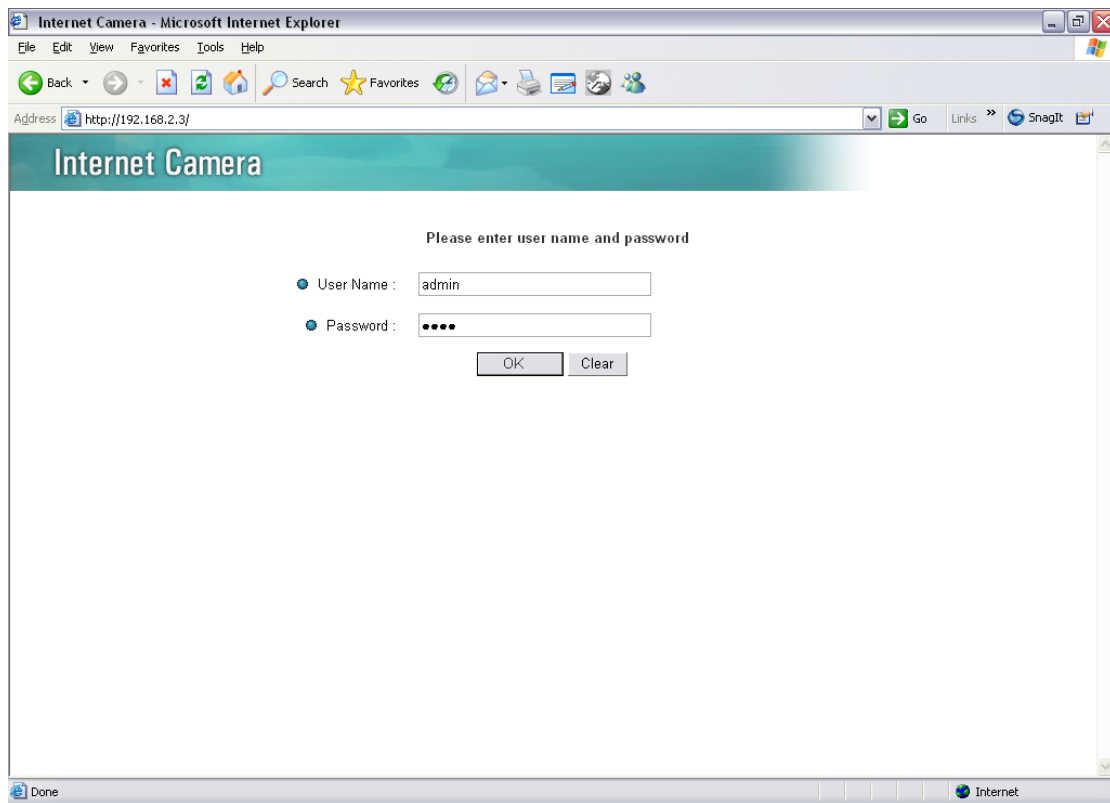 Internet Camera - Microsoft Internet Explorer
File Edit View Favorites Tools Help
Back Search Favorites
Address http://192.168.2.3/ Go Links » SnagIt
Internet Camera
Please enter user name and password
User Name : admin
Password : ••••
OK Clear
Done Internet